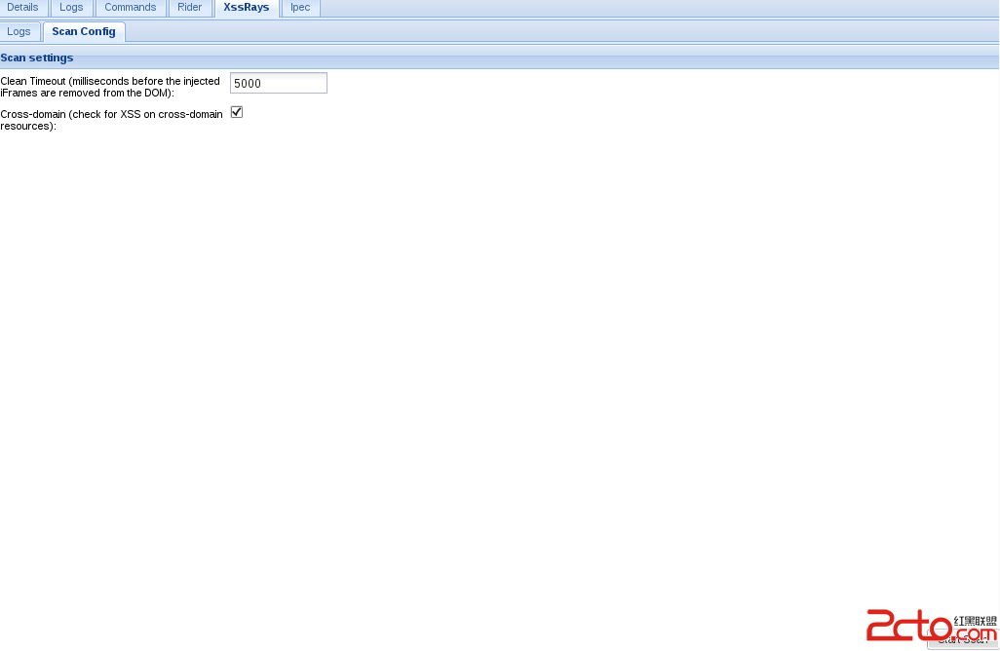 Details Logs Commands Rider XssRays Ipec
Logs Scan Config
Scan settings
Clean Timeout (milliseconds before the injected
iFrames are removed from the DOM):
5000
Cross-domain (check for XSS on cross-domain
resources):
2cto.com
红黑联盟